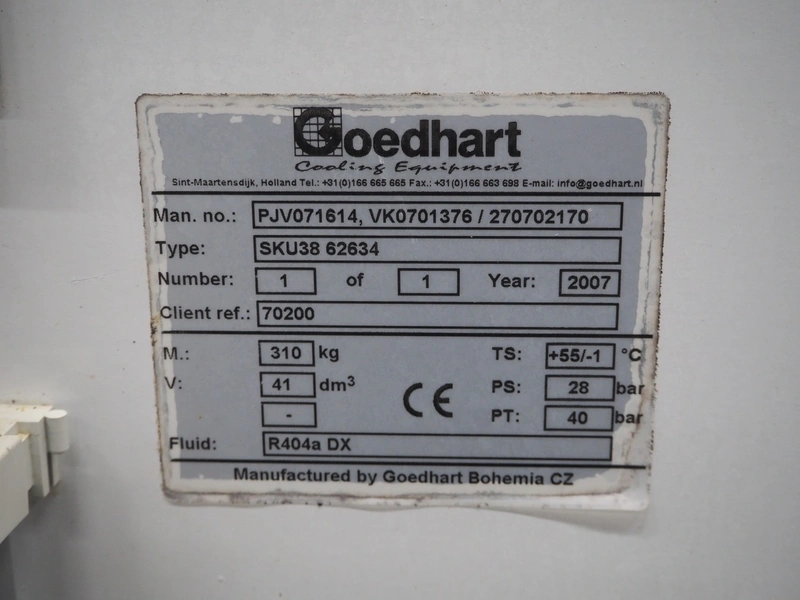 Goedhart
Cooling Equipment
Sint-Maartensdijk, Holland Tel.: +31(0)166 665 665 Fax.: +31(0)166 663 698 E-mail: info@goedhart.nl
Man. no.: PJV071614, VK0701376 / 270702170
Type: SKU38 62634
Number: 1 of 1 Year: 2007
Client ref.: 70200
M.: 310 kg TS: +55/-1 °C
V: 41 dm³ CE PS: 28 bar
- PT: 40 bar
Fluid: R404a DX
Manufactured by Goedhart Bohemia CZ